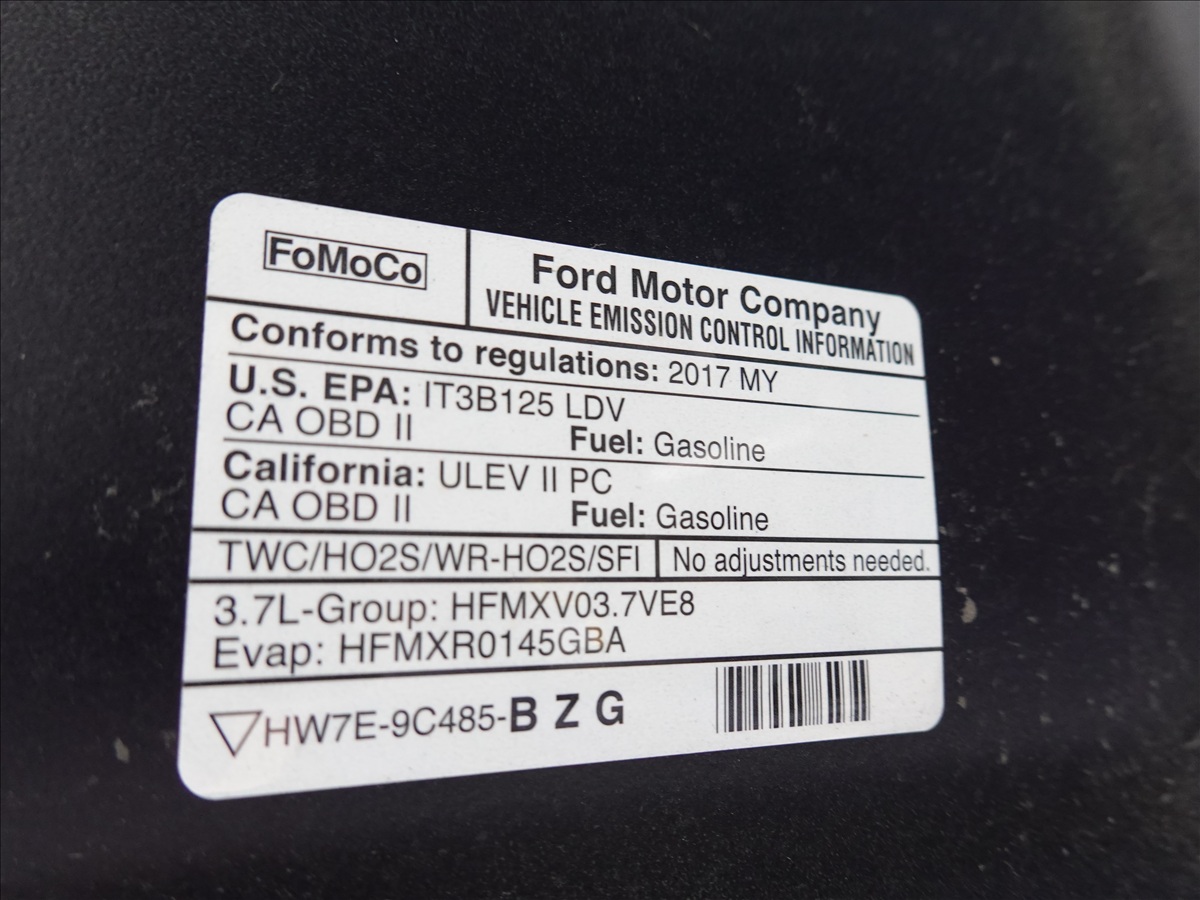 FoMoCo
Ford Motor Company
VEHICLE EMISSION CONTROL INFORMATION
Conforms to regulations: 2017 MY
U.S. EPA: IT3B125 LDV
CA OBD II Fuel: Gasoline
California: ULEV II PC
CA OBD II Fuel: Gasoline
TWC/HO2S/WR-HO2S/SFI No adjustments needed.
3.7L-Group: HFMXV03.7VE8
Evap: HFMXR0145GBA
HW7E-9C485-B Z G